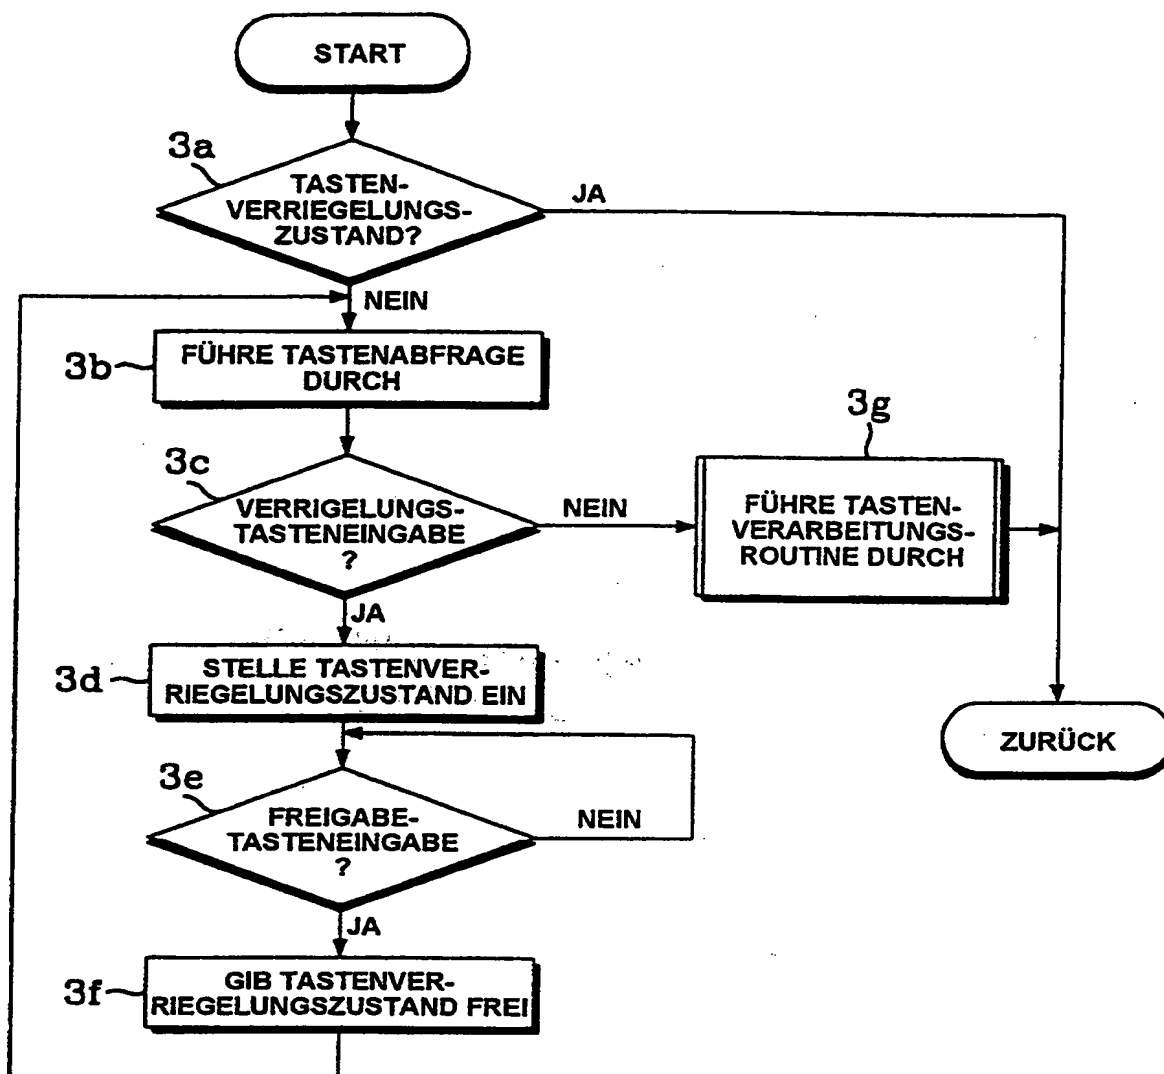 START
3a
TASTEN-
VERRIEGELUNGS-
ZUSTAND?
JA
NEIN
3b
FÜHRE TASTENABFRAGE
DURCH
3c
VERRIGELUNGS-
TASTENEINGABE
?
NEIN
3g
FÜHRE TASTEN-
VERARBEITUNGS-
ROUTINE DURCH
JA
3d
STELLE TASTENVER-
RIEGELUNGSZUSTAND EIN
ZURÜCK
3e
FREIGABE-
TASTENEINGABE
?
NEIN
JA
3f
GIB TASTENVER-
RIEGELUNGSZUSTAND FREI